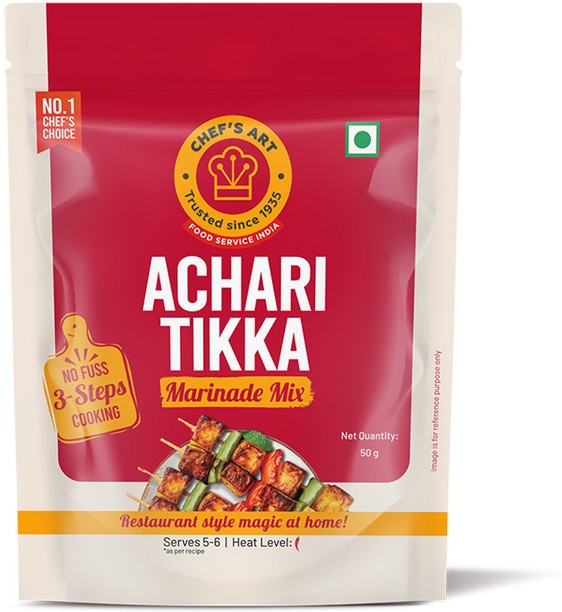 NO.1
CHEF'S
CHOICE
CHEF'S ART
Trusted since 1935
FOOD SERVICE INDIA
ACHARI
TIKKA
Marinade Mix
NO FUSS
3-Steps
COOKING
Net Quantity:
50 g
Image is for reference purpose only
Restaurant style magic at home!
Serves 5-6 | Heat Level:
*as per recipe